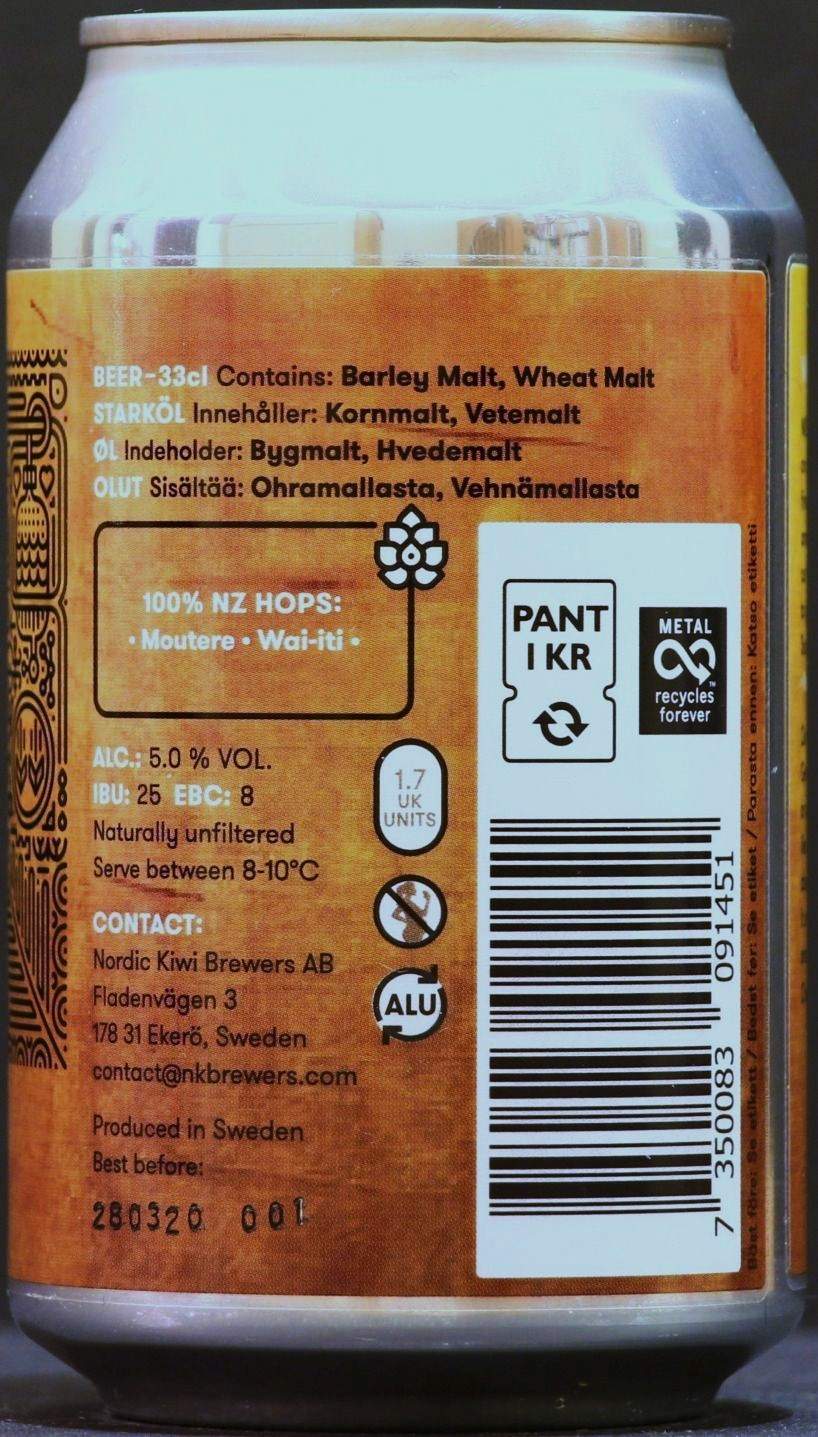 BEER-33cl Contains: Barley Malt, Wheat Malt
STARKÖL Innehåller: Kornmalt, Vetemalt
ØL Indeholder: Bygmalt, Hvedemalt
OLUT Sisältää: Ohramallasta, Vehnämallasta
100% NZ HOPS:
• Moutere • Wai-iti •
ALC.: 5.0 % VOL.
IBU: 25 EBC: 8
Naturally unfiltered
Serve between 8-10°C
CONTACT:
Nordic Kiwi Brewers AB
Fladenvägen 3
178 31 Ekerö, Sweden
contact@nkbrewers.com
Produced in Sweden
Best before:
280320 001
1.7
UK
UNITS
ALU
PANT
1 KR
METAL
TM
recycles
forever
7 350083 091451
Bäst före: Se etikett / Bedst før: Se etiket / Parasta ennen: Katso etiketti